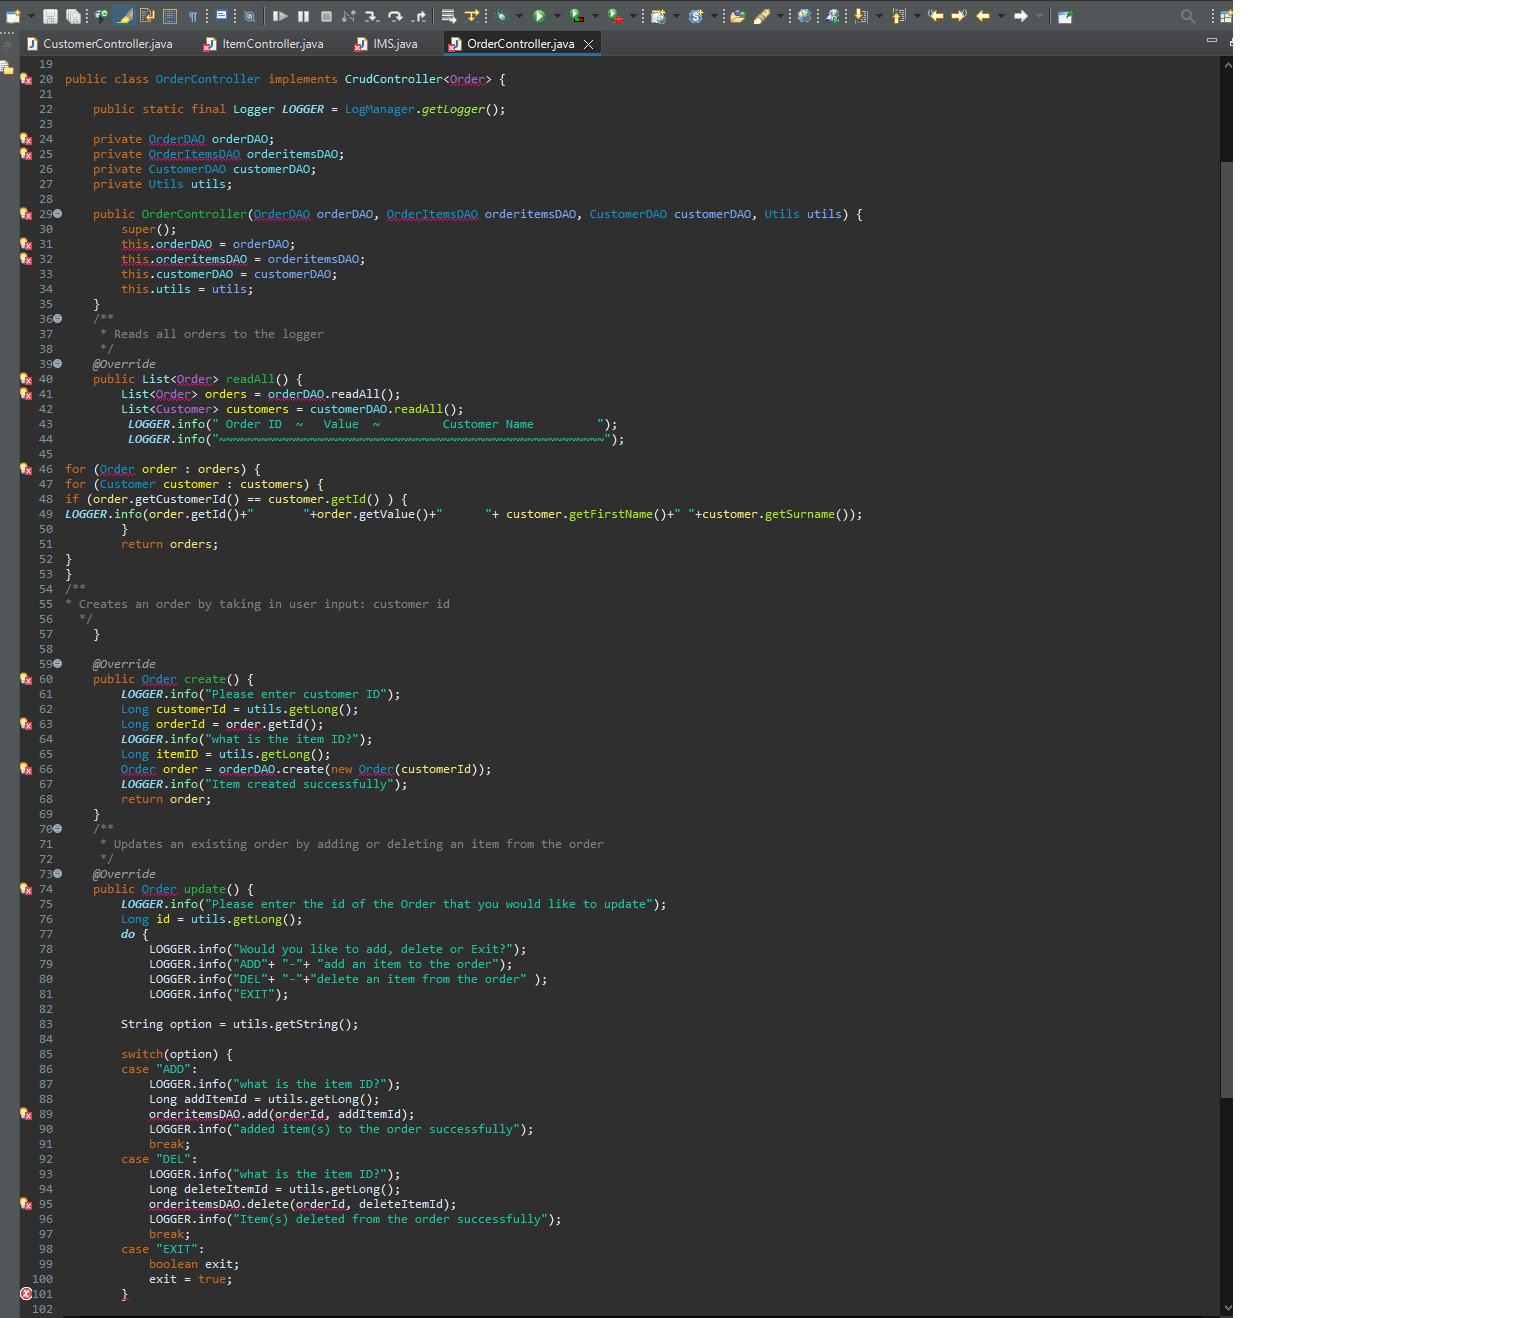 CustomerController.java ItemController.java IMS.java OrderController.java
19
20 public class OrderController implements CrudController<Order> {
21
22 public static final Logger LOGGER = LogManager.getLogger();
23
24 private OrderDAO orderDAO;
25 private OrderItemsDAO orderitemsDAO;
26 private CustomerDAO customerDAO;
27 private Utils utils;
28
29 public OrderController(OrderDAO orderDAO, OrderItemsDAO orderitemsDAO, CustomerDAO customerDAO, Utils utils) {
30 super();
31 this.orderDAO = orderDAO;
32 this.orderitemsDAO = orderitemsDAO;
33 this.customerDAO = customerDAO;
34 this.utils = utils;
35 }
36 /**
37 * Reads all orders to the logger
38 */
39 @Override
40 public List<Order> readAll() {
41 List<Order> orders = orderDAO.readAll();
42 List<Customer> customers = customerDAO.readAll();
43 LOGGER.info(" Order ID ~ Value ~ Customer Name ");
44 LOGGER.info("~~~~~~~~~~~~~~~~~~~~~~~~~~~~~~~~~~~~~~~~~~~~~~~~~~~~~~~");
45
46 for (Order order : orders) {
47 for (Customer customer : customers) {
48 if (order.getCustomerId() == customer.getId() ) {
49 LOGGER.info(order.getId()+" "+order.getValue()+" "+ customer.getFirstName()+" "+customer.getSurname());
50 }
51 return orders;
52 }
53 }
54 /**
55 * Creates an order by taking in user input: customer id
56 */
57 }
58
59 @Override
60 public Order create() {
61 LOGGER.info("Please enter customer ID");
62 Long customerId = utils.getLong();
63 Long orderId = order.getId();
64 LOGGER.info("what is the item ID?");
65 Long itemID = utils.getLong();
66 Order order = orderDAO.create(new Order(customerId));
67 LOGGER.info("Item created successfully");
68 return order;
69 }
70 /**
71 * Updates an existing order by adding or deleting an item from the order
72 */
73 @Override
74 public Order update() {
75 LOGGER.info("Please enter the id of the Order that you would like to update");
76 Long id = utils.getLong();
77 do {
78 LOGGER.info("Would you like to add, delete or Exit?");
79 LOGGER.info("ADD"+ "-"+ "add an item to the order");
80 LOGGER.info("DEL"+ "-"+"delete an item from the order" );
81 LOGGER.info("EXIT");
82
83 String option = utils.getString();
84
85 switch(option) {
86 case "ADD":
87 LOGGER.info("what is the item ID?");
88 Long addItemId = utils.getLong();
89 orderitemsDAO.add(orderId, addItemId);
90 LOGGER.info("added item(s) to the order successfully");
91 break;
92 case "DEL":
93 LOGGER.info("what is the item ID?");
94 Long deleteItemId = utils.getLong();
95 orderitemsDAO.delete(orderId, deleteItemId);
96 LOGGER.info("Item(s) deleted from the order successfully");
97 break;
98 case "EXIT":
99 boolean exit;
100 exit = true;
101 }
102